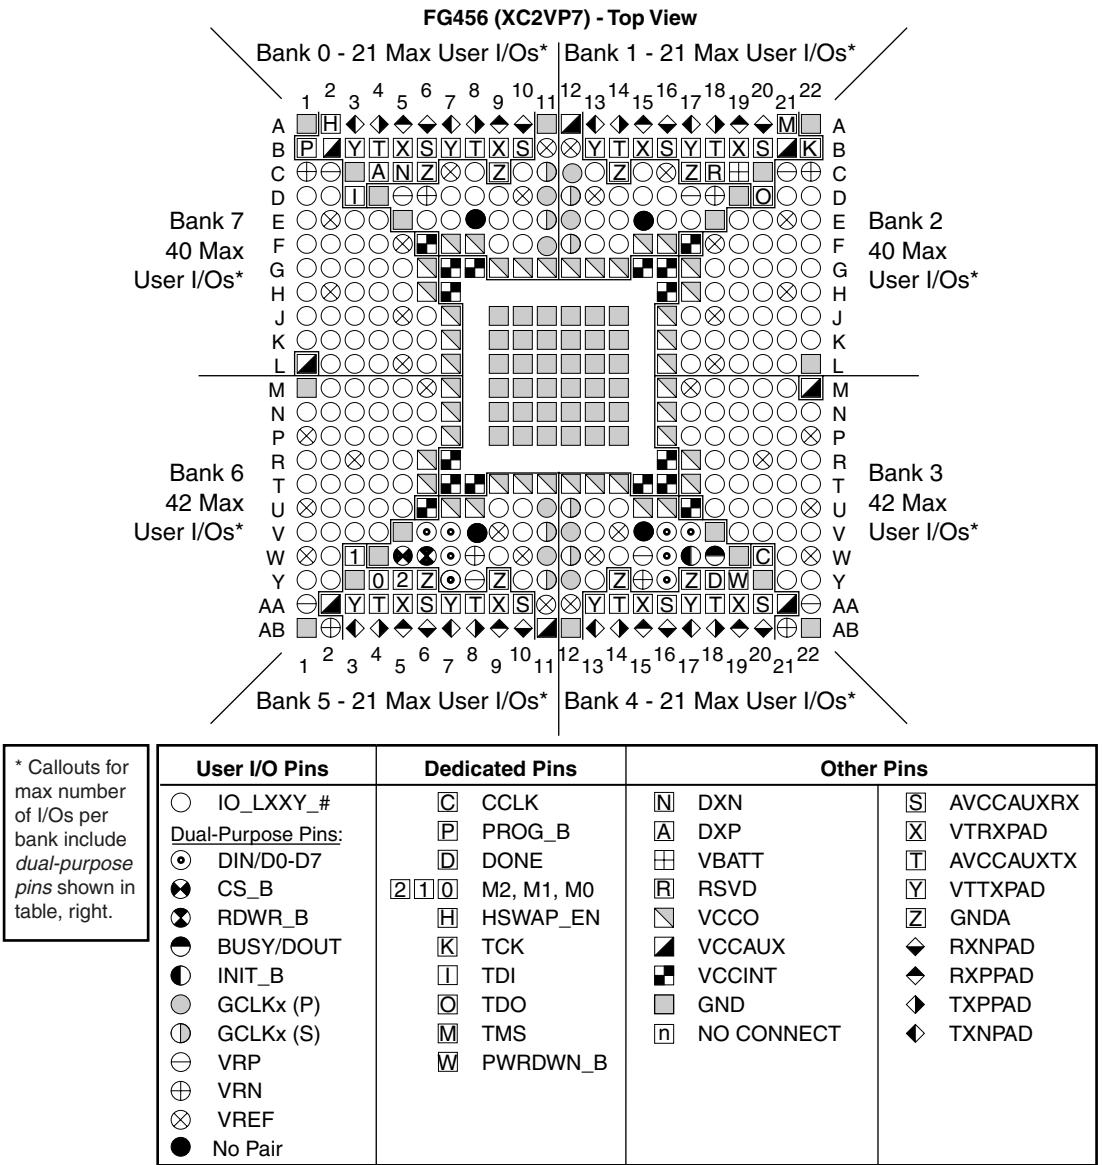 FG456 (XC2VP7) - Top View
Bank 0 - 21 Max User I/Os* Bank 1 - 21 Max User I/Os*
1 2 3 4 5 6 7 8 9 10 11 12 13 14 15 16 17 18 19 20 21 22
A H M A
B P Y T X S Y T X S Y T X S Y T X S K B
C A N Z Z Z Z R C
D I O D
Bank 7
40 Max
User I/Os*
E E
F F
G G
H H
Bank 2
40 Max
User I/Os*
J J
K K
L L
M M
N N
P P
Bank 6
42 Max
User I/Os*
R R
T T
U U
V V
Bank 3
42 Max
User I/Os*
W 1 C W
Y 0 2 Z Z Z Z D W Y
AA Y T X S Y T X S Y T X S Y T X S AA
AB AB
1 2 3 4 5 6 7 8 9 10 11 12 13 14 15 16 17 18 19 20 21 22
Bank 5 - 21 Max User I/Os* Bank 4 - 21 Max User I/Os*
* Callouts for
max number
of I/Os per
bank include
dual-purpose
pins shown in
table, right.
User I/O Pins
IO_LXXY_#
Dual-Purpose Pins:
DIN/D0-D7
CS_B
RDWR_B
BUSY/DOUT
INIT_B
GCLKx (P)
GCLKx (S)
VRP
VRN
VREF
No Pair
Dedicated Pins
C CCLK
P PROG_B
D DONE
2 1 0 M2, M1, M0
H HSWAP_EN
K TCK
I TDI
O TDO
M TMS
W PWRDWN_B
Other Pins
N DXN
A DXP
VBATT
R RSVD
VCCO
VCCAUX
VCCINT
GND
n NO CONNECT
S AVCCAUXRX
X VTRXPAD
T AVCCAUXTX
Y VTTXPAD
Z GNDA
RXNPAD
RXPPAD
TXPPAD
TXNPAD